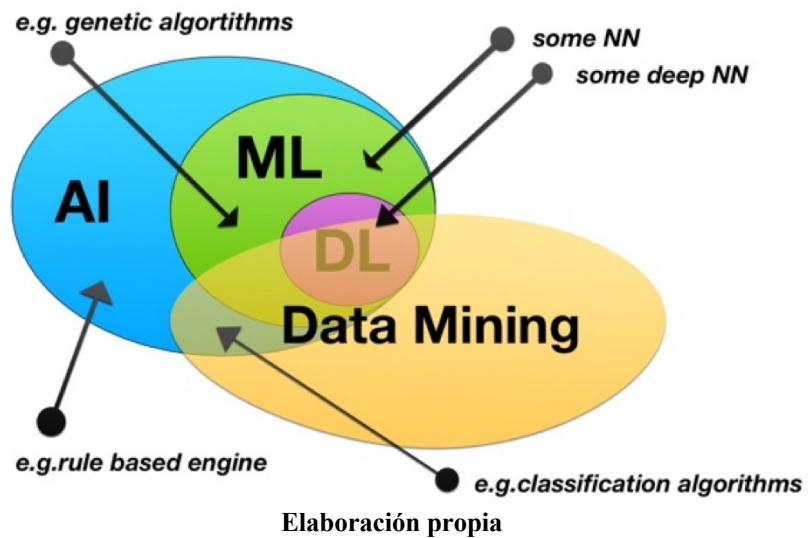 e.g. genetic algortithms
some NN
some deep NN
ML
AI
DL
Data Mining
e.g.rule based engine
e.g.classification algorithms
Elaboración propia